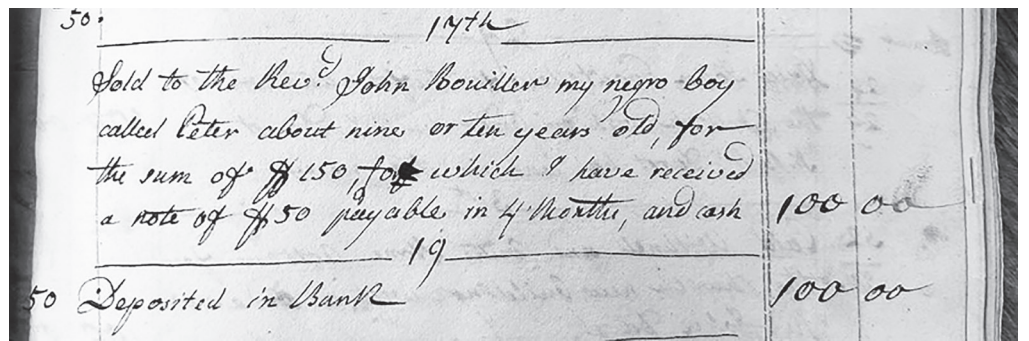 50. 17th
Sold to the Revd. John Bouiller my negro boy
called Peter about nine or ten years old, for
the sum of $150, for which I have received
a note of $50 payable in 4 Months, and cash 100 00
19
50 Deposited in Bank 100 00